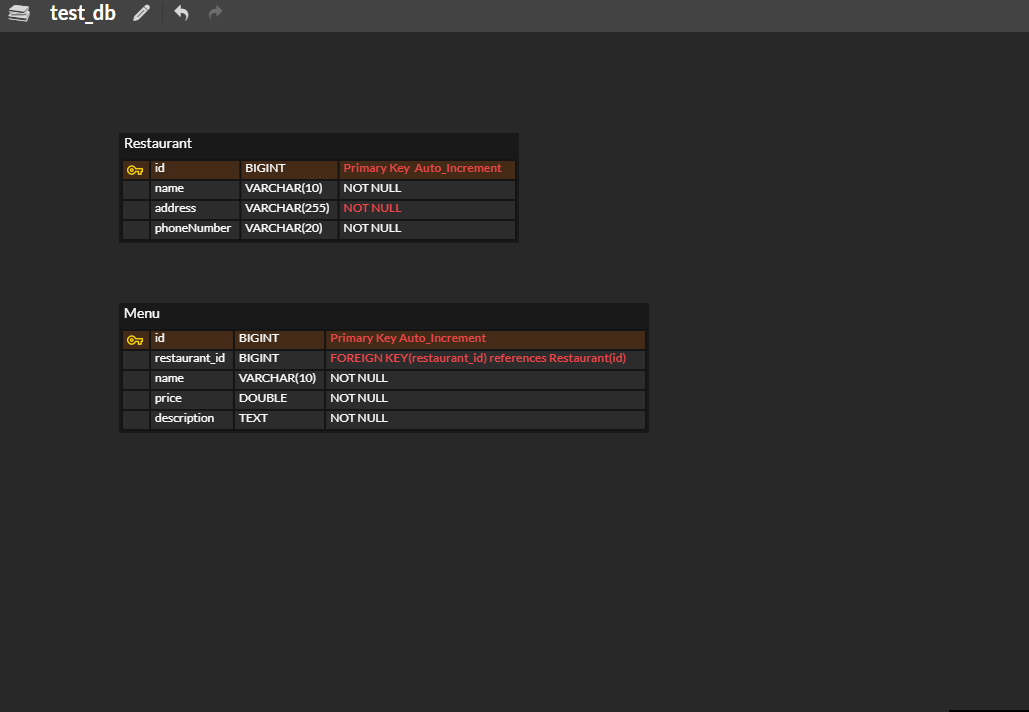 test_db
Restaurant
id BIGINT Primary Key Auto_Increment
name VARCHAR(10) NOT NULL
address VARCHAR(255) NOT NULL
phoneNumber VARCHAR(20) NOT NULL
Menu
id BIGINT Primary Key Auto_Increment
restaurant_id BIGINT FOREIGN KEY(restaurant_id) references Restaurant(id)
name VARCHAR(10) NOT NULL
price DOUBLE NOT NULL
description TEXT NOT NULL